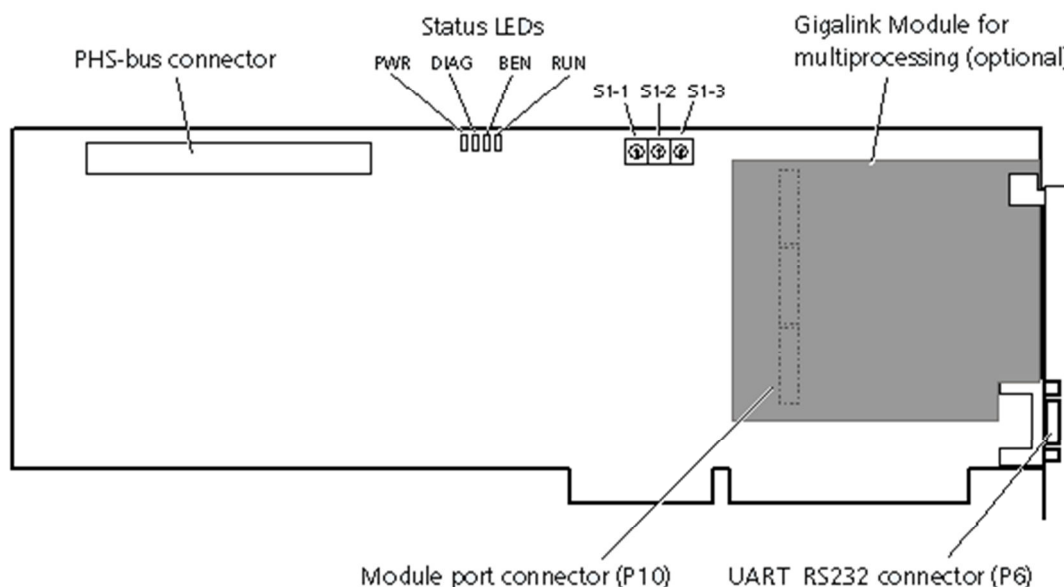 Status LEDs
Gigalink Module for
multiprocessing (optional)
PHS-bus connector
PWR DIAG BEN RUN
S1-1 S1-2 S1-3
Module port connector (P10)
UART RS232 connector (P6)